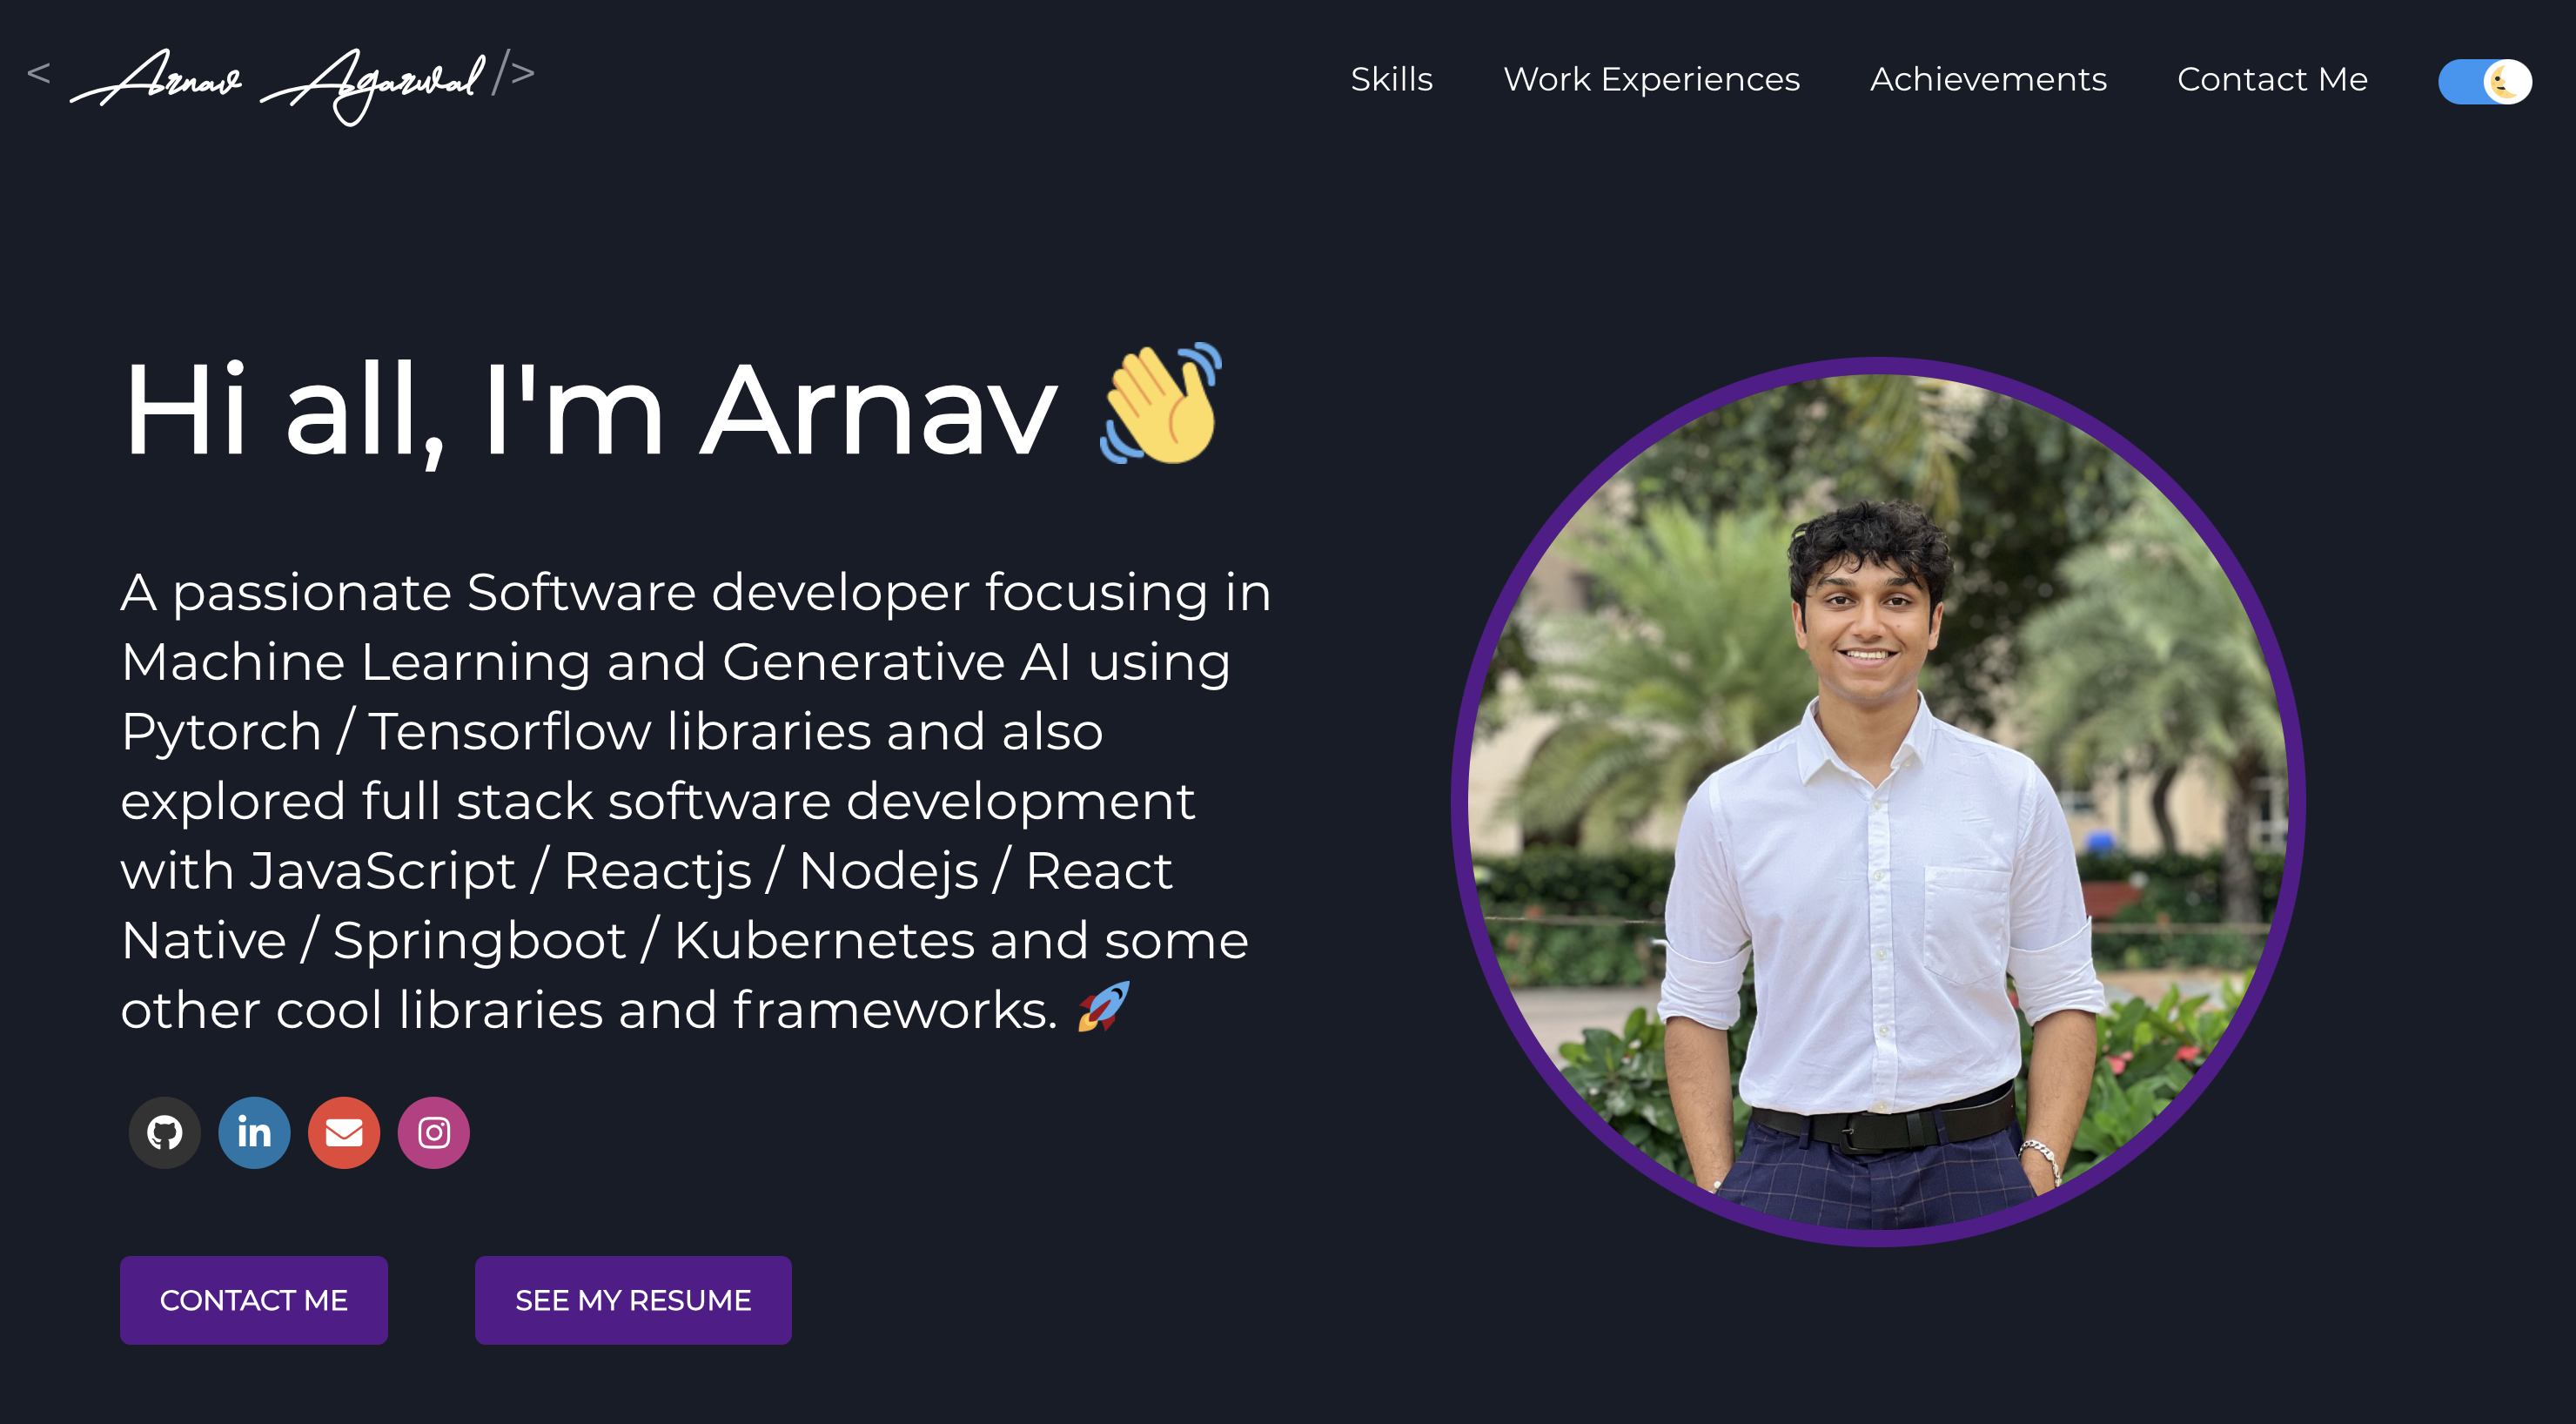 < Arnav Agarwal />
Skills
Work Experiences
Achievements
Contact Me
Hi all, I'm Arnav 👋
A passionate Software developer focusing in
Machine Learning and Generative AI using
Pytorch / Tensorflow libraries and also
explored full stack software development
with JavaScript / Reactjs / Nodejs / React
Native / Springboot / Kubernetes and some
other cool libraries and frameworks. 🚀
in
CONTACT ME
SEE MY RESUME